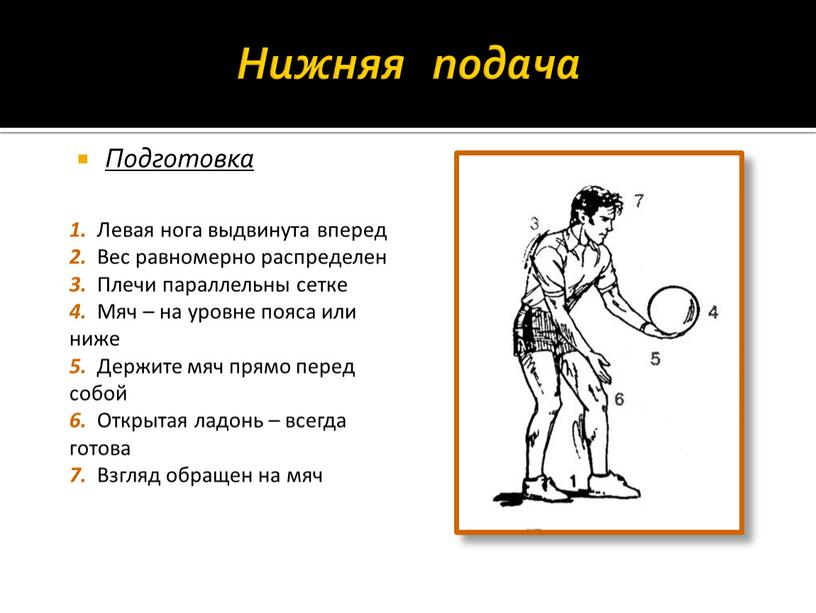 Нижняя подача
Подготовка
1. Левая нога выдвинута вперед
2. Вес равномерно распределен
3. Плечи параллельны сетке
4. Мяч – на уровне пояса или
ниже
5. Держите мяч прямо перед
собой
6. Открытая ладонь – всегда
готова
7. Взгляд обращен на мяч
7
3
4
5
6
1